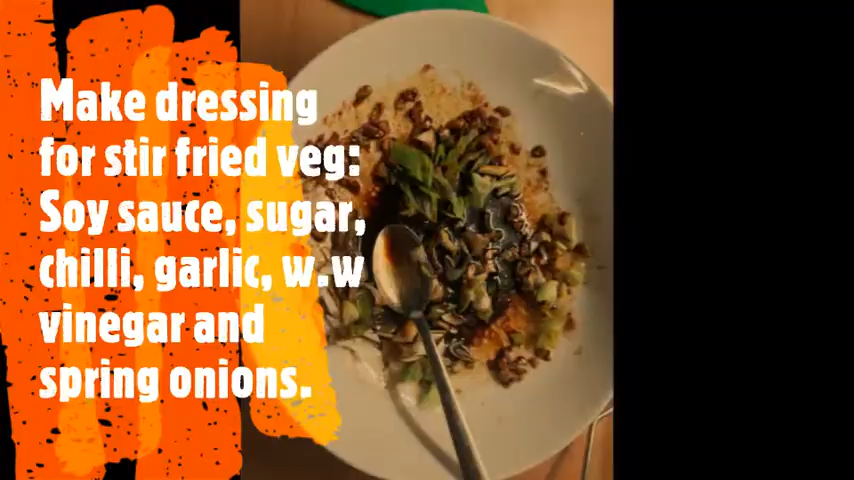 Make dressing
for stir fried veg:
Soy sauce, sugar,
chilli, garlic, w.w
vinegar and
spring onions.